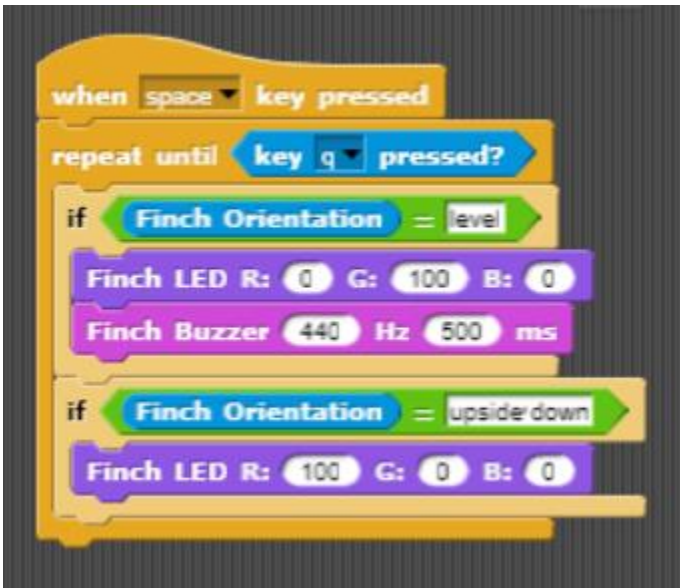 when space key pressed
repeat until key q pressed?
if Finch Orientation = level
Finch LED R: 0 G: 100 B: 0
Finch Buzzer 440 Hz 500 ms
if Finch Orientation = upside down
Finch LED R: 100 G: 0 B: 0